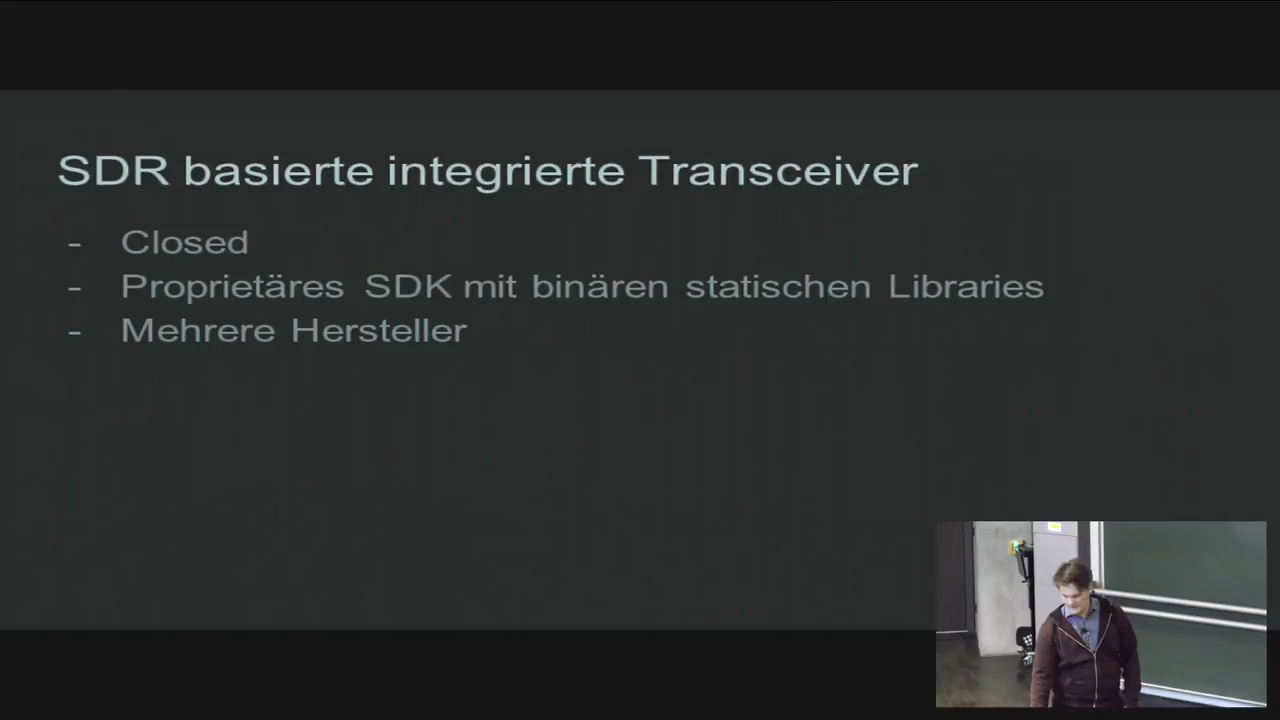 SDR basierte integrierte Transceiver
- Closed
- Proprietäres SDK mit binären statischen Libraries
- Mehrere Hersteller